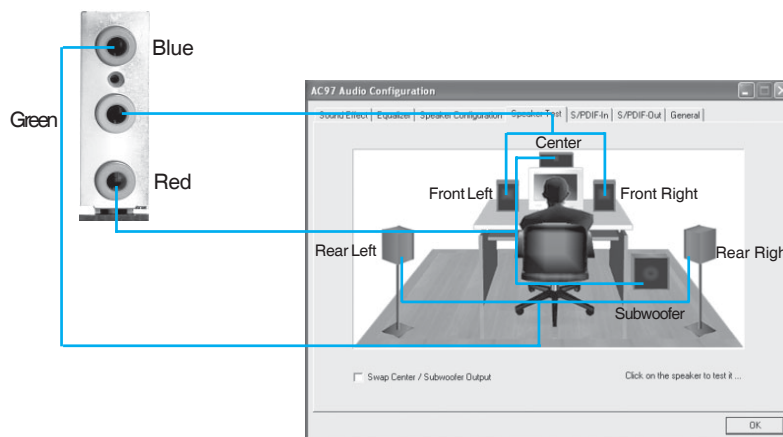 Blue
Green
Red
AC97 Audio Configuration
Sound Effect | Equalizer | Speaker Configuration | Speaker Test | S/PDIF-In | S/PDIF-Out | General |
Center
Front Left
Front Right
Rear Left
Rear Righ
Subwoofer
Swap Center / Subwoofer Output
Click on the speaker to test it ...
OK